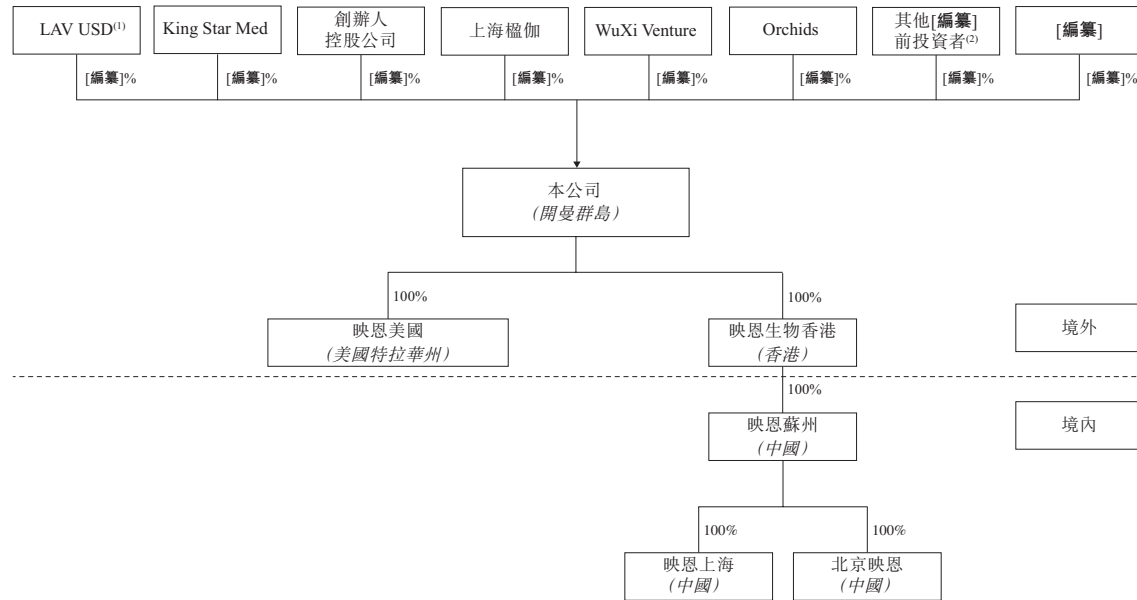 LAV USD(1)
King Star Med
創辦人
控股公司
上海楹伽
WuXi Venture
Orchids
其他[編纂]
前投資者(2)
[編纂]
[編纂]%
[編纂]%
[編纂]%
[編纂]%
[編纂]%
[編纂]%
[編纂]%
[編纂]%
本公司
(開曼群島)
100%
100%
映恩美國
(美國特拉華州)
映恩生物香港
(香港)
境外
100%
映恩蘇州
(中國)
境內
100%
100%
映恩上海
(中國)
北京映恩
(中國)